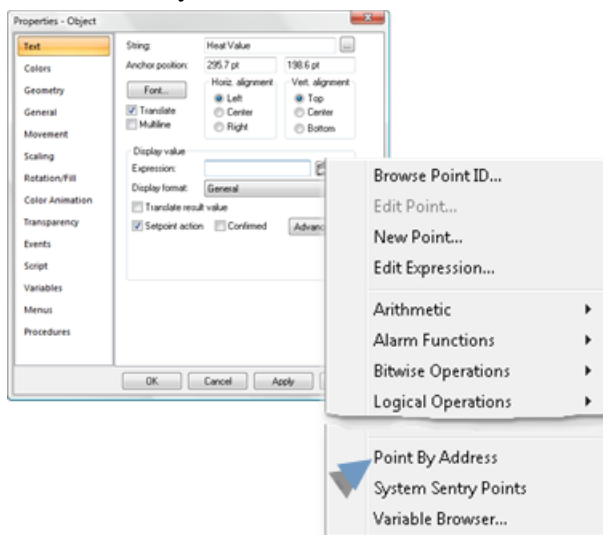 Properties - Object
Text
Colors
Geometry
General
Movement
Scaling
Rotation/Fill
Color Animation
Transparency
Events
Script
Variables
Menus
Procedures
String: Heat Value ...
Anchor position: 295.7 pt 198.6 pt
Font...
Translate
Multiline
Horiz. alignment
Left
Center
Right
Vert. alignment
Top
Center
Bottom
Display value
Expression:
Display format: General
Translate result value
Setpoint action Confirmed
OK Cancel Apply
Browse Point ID...
Edit Point...
New Point...
Edit Expression...
Arithmetic
Alarm Functions
Bitwise Operations
Logical Operations
Point By Address
System Sentry Points
Variable Browser...